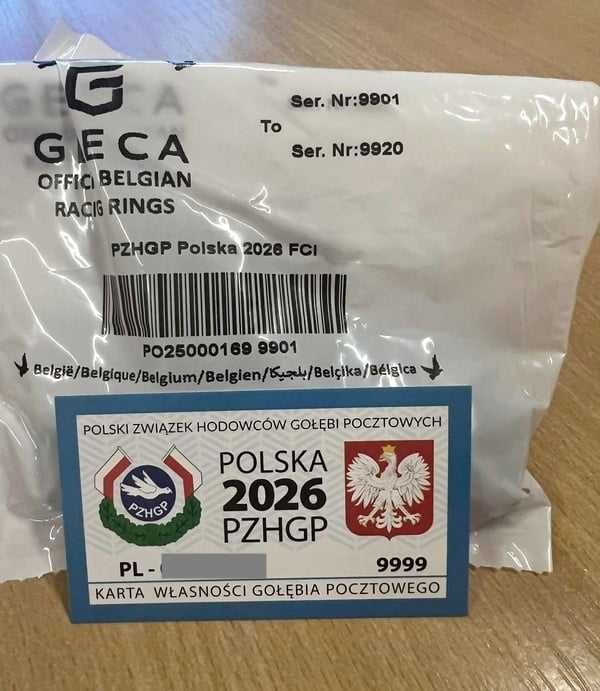 Ser. Nr:9901
To
Ser. Nr:9920
GECA
OFFICI BELGIAN
RACIG RINGS
PZHGP Polska 2026 FCI
PO25000169 9901
België/Belgique/Belgium/Belgien/بلجيكا/Belçika/Bélgica
POLSKI ZWIĄZEK HODOWCÓW GOŁĘBI POCZTOWYCH
PZHGP
POLSKA
2026
PZHGP
PL - 9999
KARTA WŁASNOŚCI GOŁĘBIA POCZTOWEGO